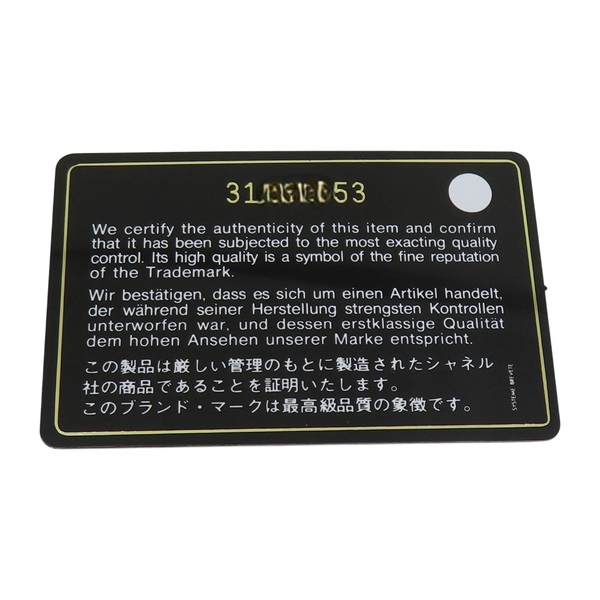 We certify the authenticity of this item and confirm
that it has been subjected to the most exacting quality
control. Its high quality is a symbol of the fine reputation
of the Trademark.
Wir bestätigen, dass es sich um einen Artikel handelt,
der während seiner Herstellung strengsten Kontrollen
unterworfen war, und dessen erstklassige Qualität
dem hohen Ansehen unserer Marke entspricht.
この製品は厳しい管理のもとに製造されたシャネル
社の商品であることを証明いたします。
このブランド・マークは最高級品質の象徴です。
SYSTEME BREVETE